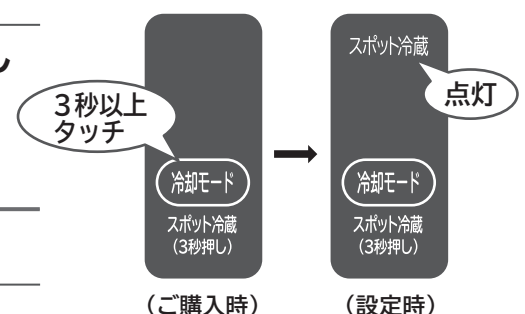 し
3秒以上
タッチ
冷却モード
スポット冷蔵
(3秒押し)
(ご購入時)
スポット冷蔵
点灯
冷却モード
スポット冷蔵
(3秒押し)
(設定時)